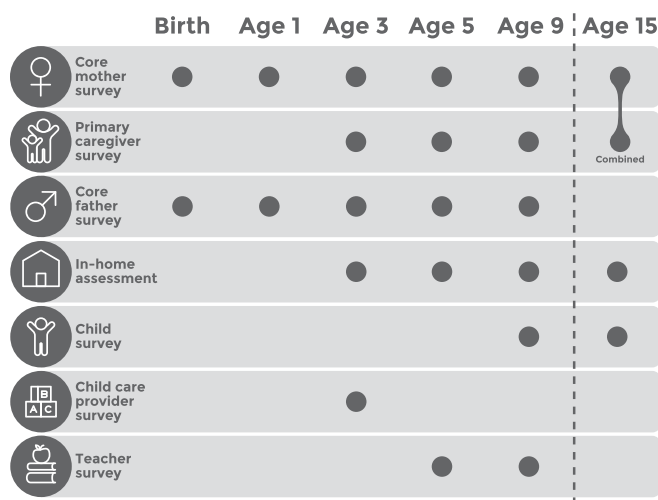 Birth Age 1 Age 3 Age 5 Age 9 Age 15
Core
mother
survey
Primary
caregiver
survey
Combined
Core
father
survey
In-home
assessment
Child
survey
Child care
provider
survey
B
A C
Teacher
survey